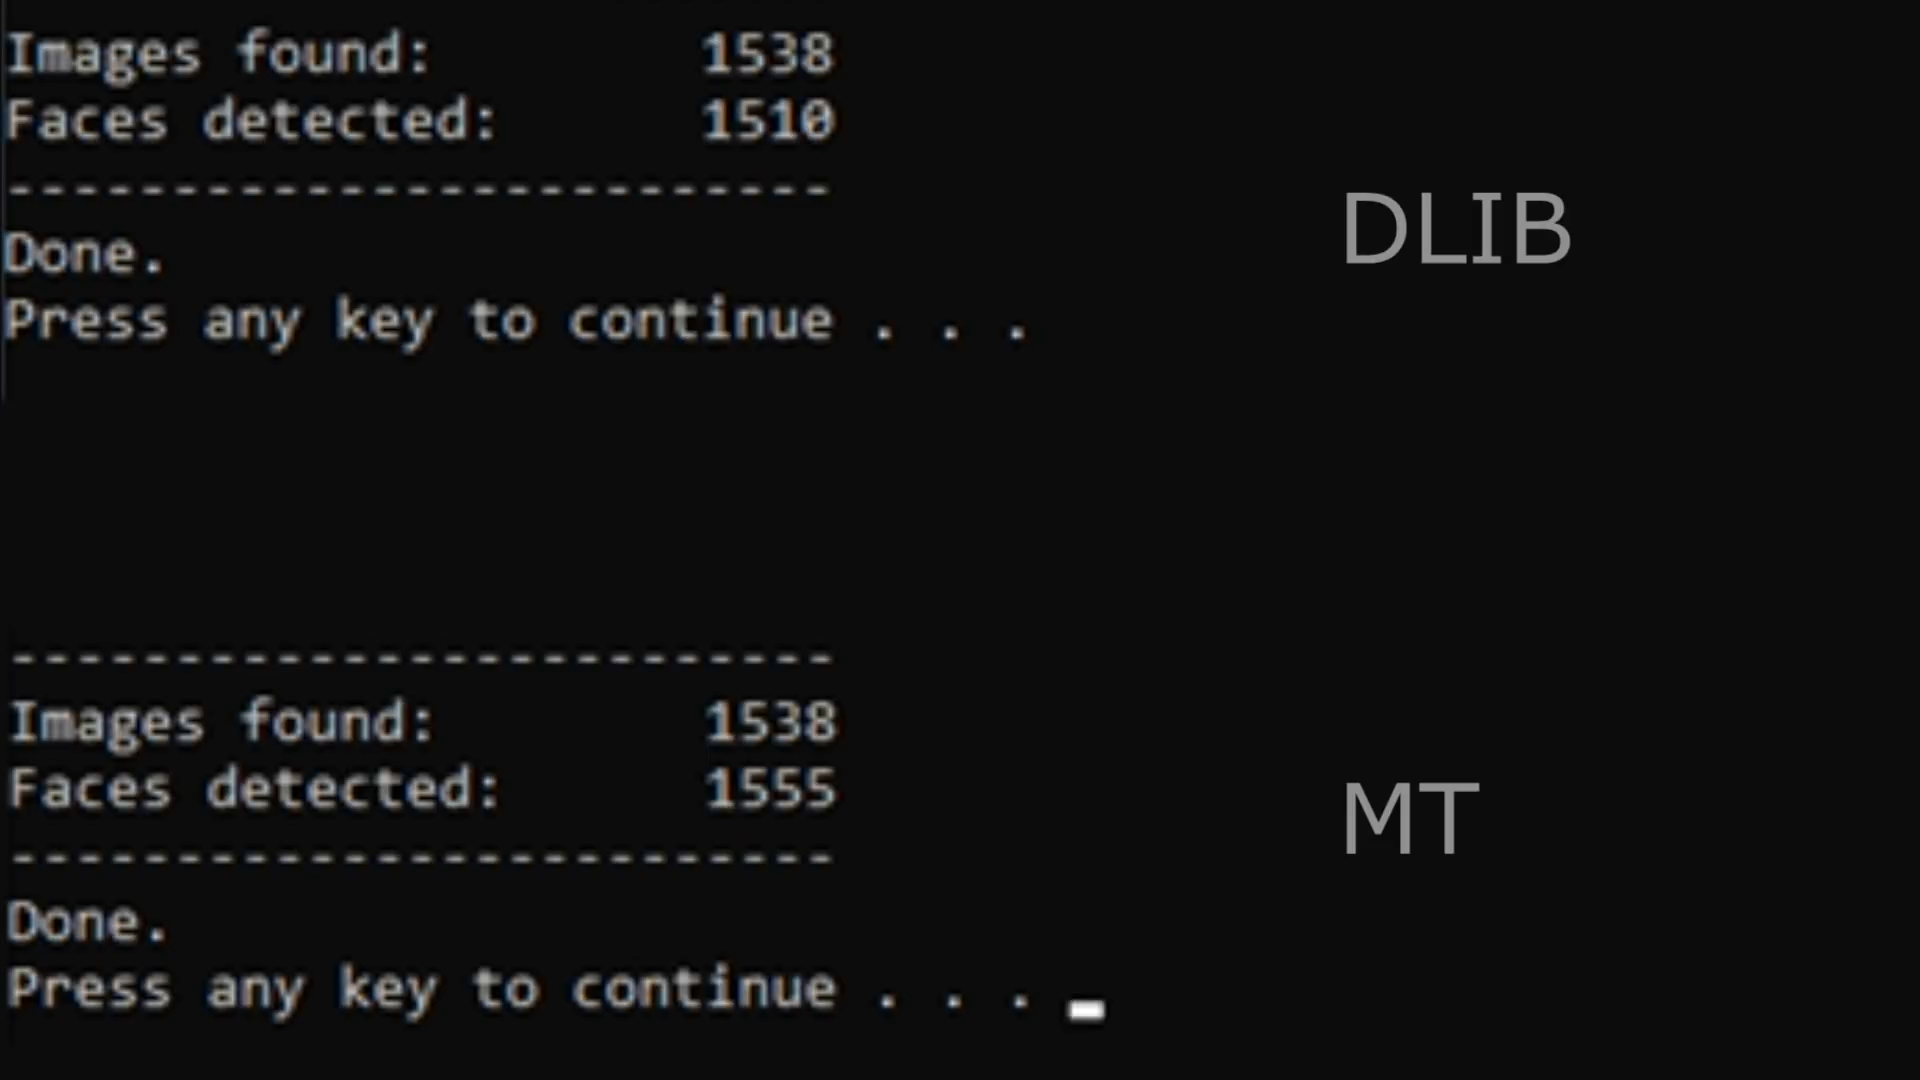 Images found: 1538
Faces detected: 1510
-------------------------
Done.
DLIB
Press any key to continue . . .
-------------------------
Images found: 1538
Faces detected: 1555
-------------------------
MT
Done.
Press any key to continue . . .